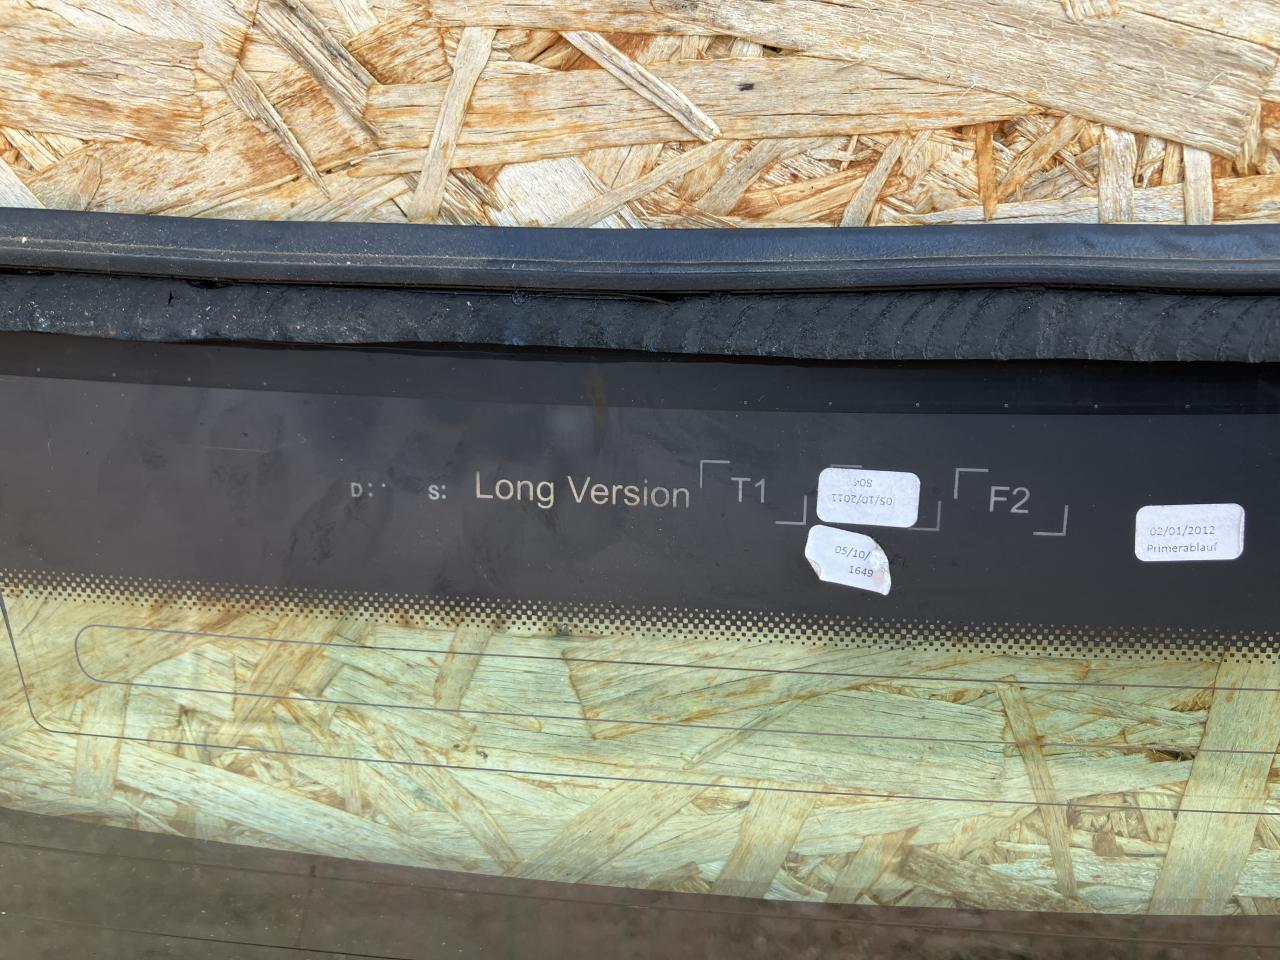 D:
S:
Long Version
T1
05/10/2011
804
F2
05/10/
1649
02/01/2012
Primerablauf